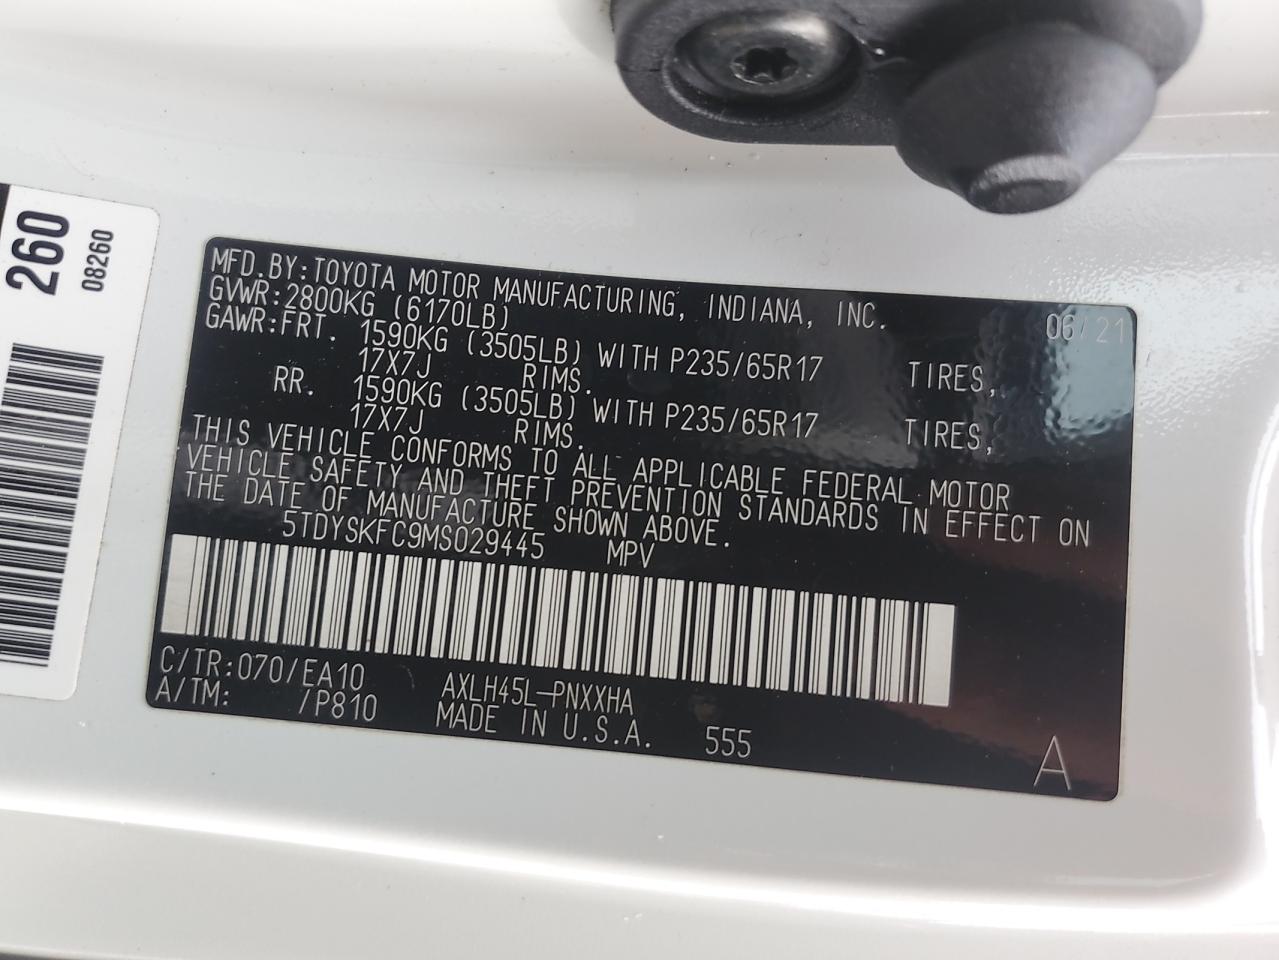 260
08260
MFD.BY:TOYOTA MOTOR MANUFACTURING, INDIANA, INC. 06/21
GVWR:2800KG (6170LB)
GAWR:FRT. 1590KG (3505LB) WITH P235/65R17 TIRES,
17X7J RIMS.
RR. 1590KG (3505LB) WITH P235/65R17 TIRES,
17X7J RIMS.
THIS VEHICLE CONFORMS TO ALL APPLICABLE FEDERAL MOTOR
VEHICLE SAFETY AND THEFT PREVENTION STANDARDS IN EFFECT ON
THE DATE OF MANUFACTURE SHOWN ABOVE.
5TDYSKFC9MS029445 MPV
C/TR:070/EA10 AXLH45L-PNXXHA
A/TM: /P810 MADE IN U.S.A. 555
A